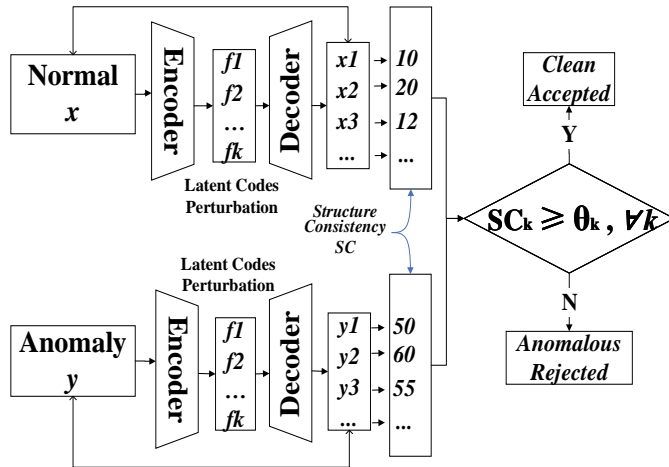 Normal
x
Encoder
f1
f2
...
fk
Decoder
x1
x2
x3
...
10
20
12
...
Latent Codes
Perturbation
Structure
Consistency
SC
Clean
Accepted
Y
SCk ≥ θk , ∀k
N
Anomalous
Rejected
Latent Codes
Perturbation
Anomaly
y
Encoder
f1
f2
...
fk
Decoder
y1
y2
y3
...
50
60
55
...